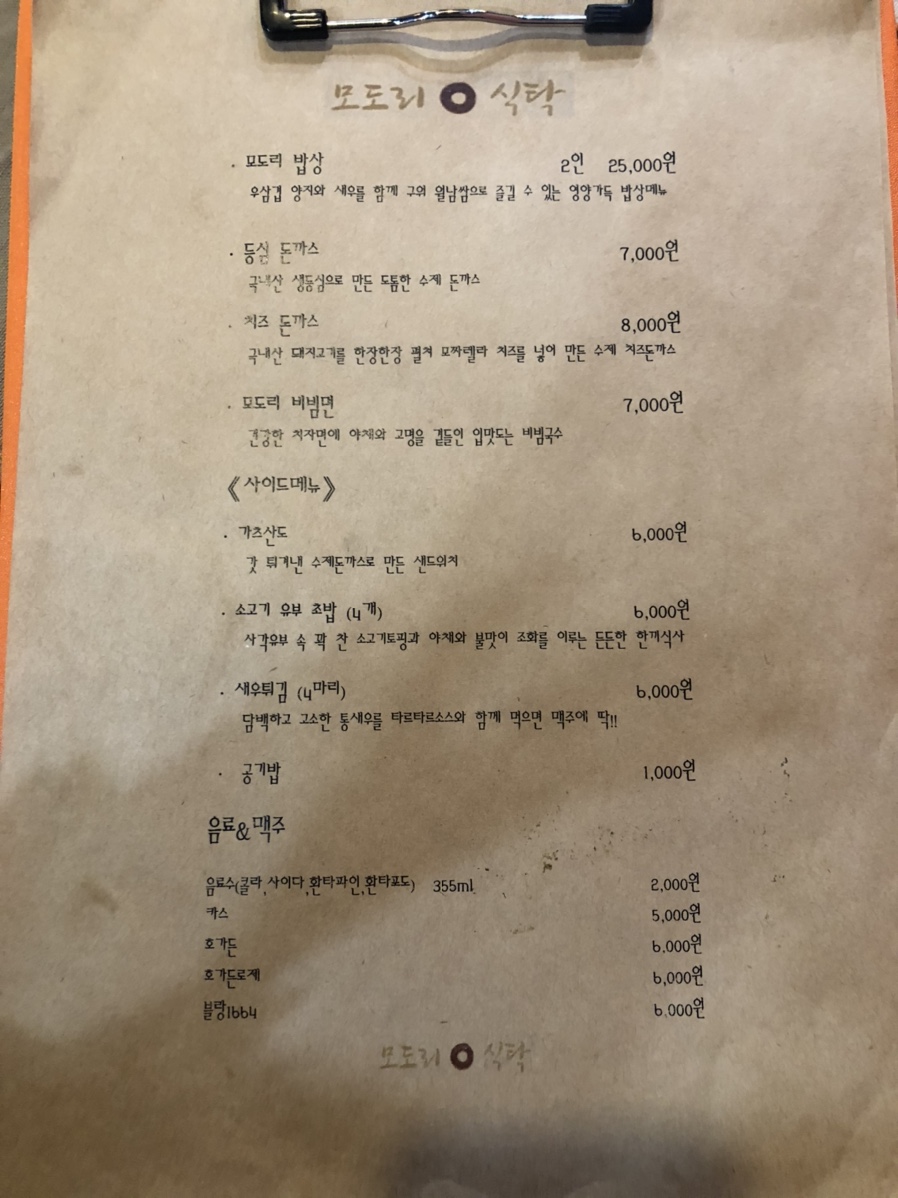 모도리 식탁
· 모도리 밥상 2인 25,000원
우삼겹 양지와 새우를 함께 구워 월남쌈으로 즐길 수 있는 영양가득 밥상메뉴
· 등심 돈까스 7,000원
국내산 생등심으로 만든 도톰한 수제 돈까스
· 치즈 돈까스 8,000원
국내산 돼지고기를 한장한장 펼쳐 모짜렐라 치즈를 넣어 만든 수제 치즈돈까스
· 모도리 비빔면 7,000원
건강한 치자면에 야채와 고명을 곁들인 입맛도는 비빔국수
《사이드메뉴》
· 가츠산도 6,000원
갓 튀겨낸 수제돈까스로 만든 샌드위치
· 소고기 유부 초밥 (4개) 6,000원
사각유부 속 꽉 찬 소고기토핑과 야채와 불맛이 조화를 이루는 든든한 한끼식사
· 새우튀김 (4마리) 6,000원
담백하고 고소한 통새우를 타르타르소스와 함께 먹으면 맥주에 딱!!
· 공기밥 1,000원
음료&맥주
음료수(콜라,사이다,환타파인,환타포도) 355ml 2,000원
카스 5,000원
호가든 6,000원
호가든로제 6,000원
블랑1664 6,000원
모도리 식탁